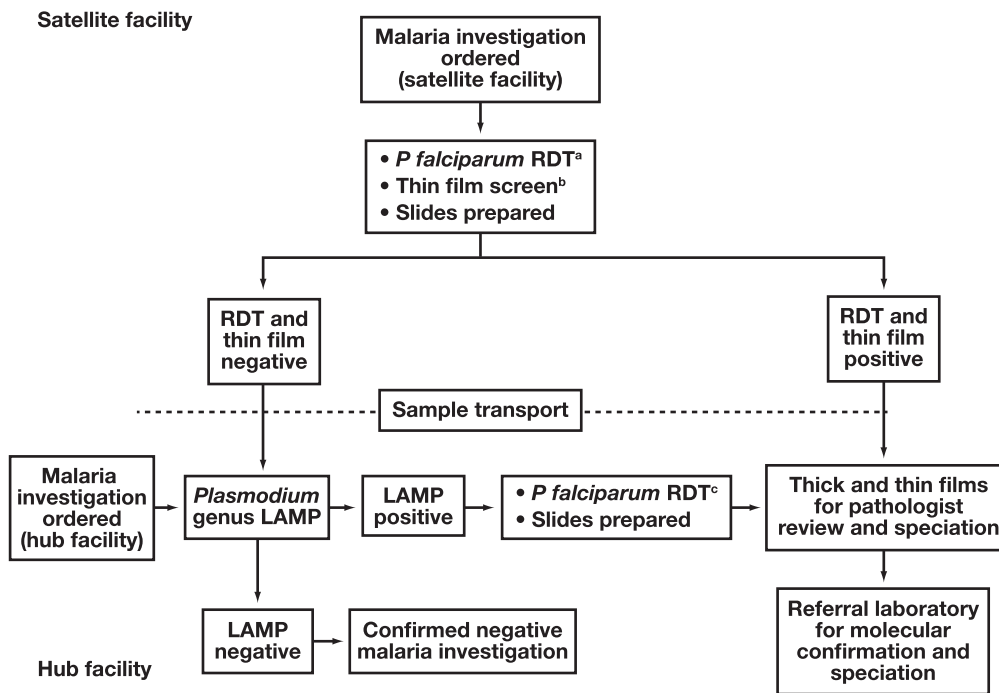 Satellite facility
Malaria investigation
ordered
(satellite facility)
• P falciparum RDTᵃ
• Thin film screenᵇ
• Slides prepared
RDT and
thin film
negative
RDT and
thin film
positive
Sample transport
Malaria
investigation
ordered
(hub facility)
Plasmodium
genus LAMP
LAMP
positive
• P falciparum RDTᶜ
• Slides prepared
Thick and thin films
for pathologist
review and speciation
LAMP
negative
Confirmed negative
malaria investigation
Referral laboratory
for molecular
confirmation and
speciation
Hub facility